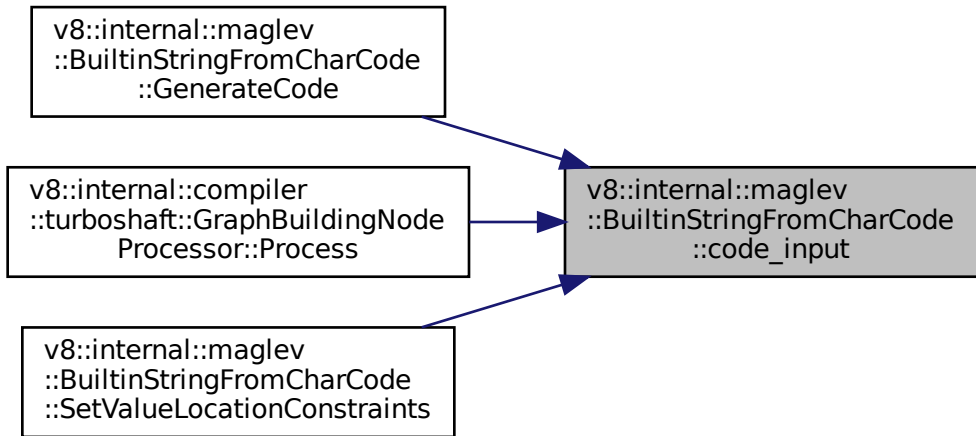 v8::internal::maglev
::BuiltinStringFromCharCode
::GenerateCode
v8::internal::compiler
::turboshaft::GraphBuildingNode
Processor::Process
v8::internal::maglev
::BuiltinStringFromCharCode
::SetValueLocationConstraints
v8::internal::maglev
::BuiltinStringFromCharCode
::code_input